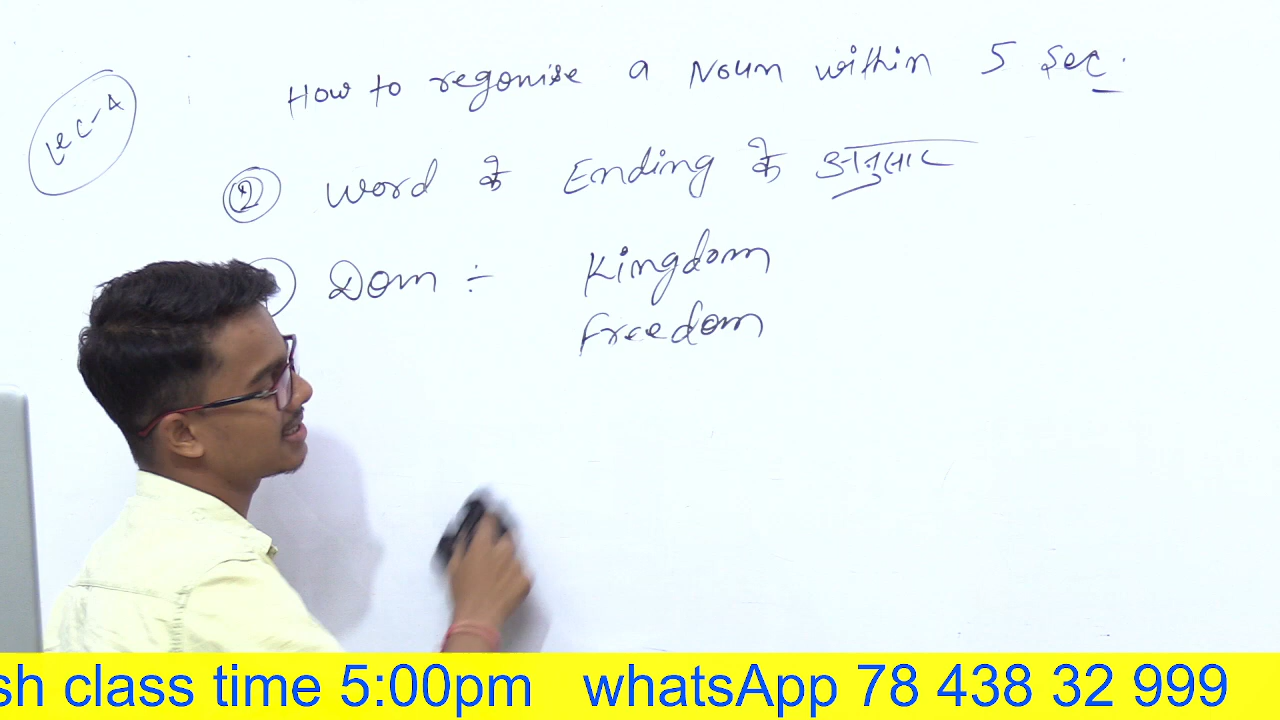 Lec-4
How to regonise a Noun within 5 Sec.
② Word के Ending के अनुसार
Dom ÷ Kingdom
Freedom
sh class time 5:00pm whatsApp 78 438 32 999